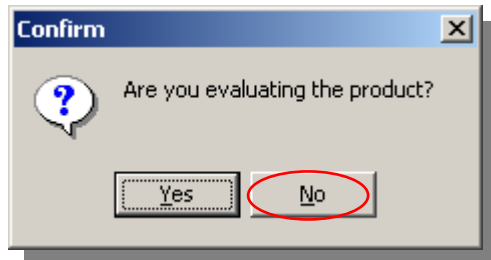 Confirm
Are you evaluating the product?
Yes No